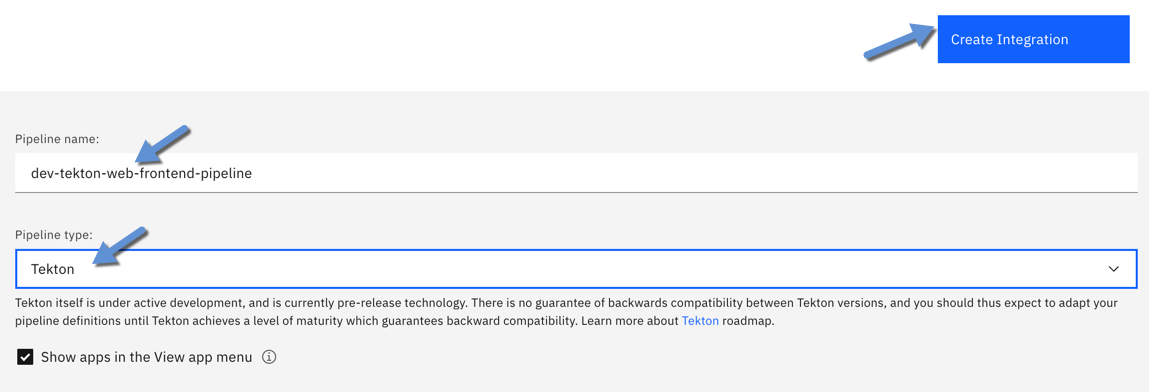 Create Integration
Pipeline name:
dev-tekton-web-frontend-pipeline
Pipeline type:
Tekton
Tekton itself is under active development, and is currently pre-release technology. There is no guarantee of backwards compatibility between Tekton versions, and you should thus expect to adapt your
pipeline definitions until Tekton achieves a level of maturity which guarantees backward compatibility. Learn more about Tekton roadmap.
Show apps in the View app menu